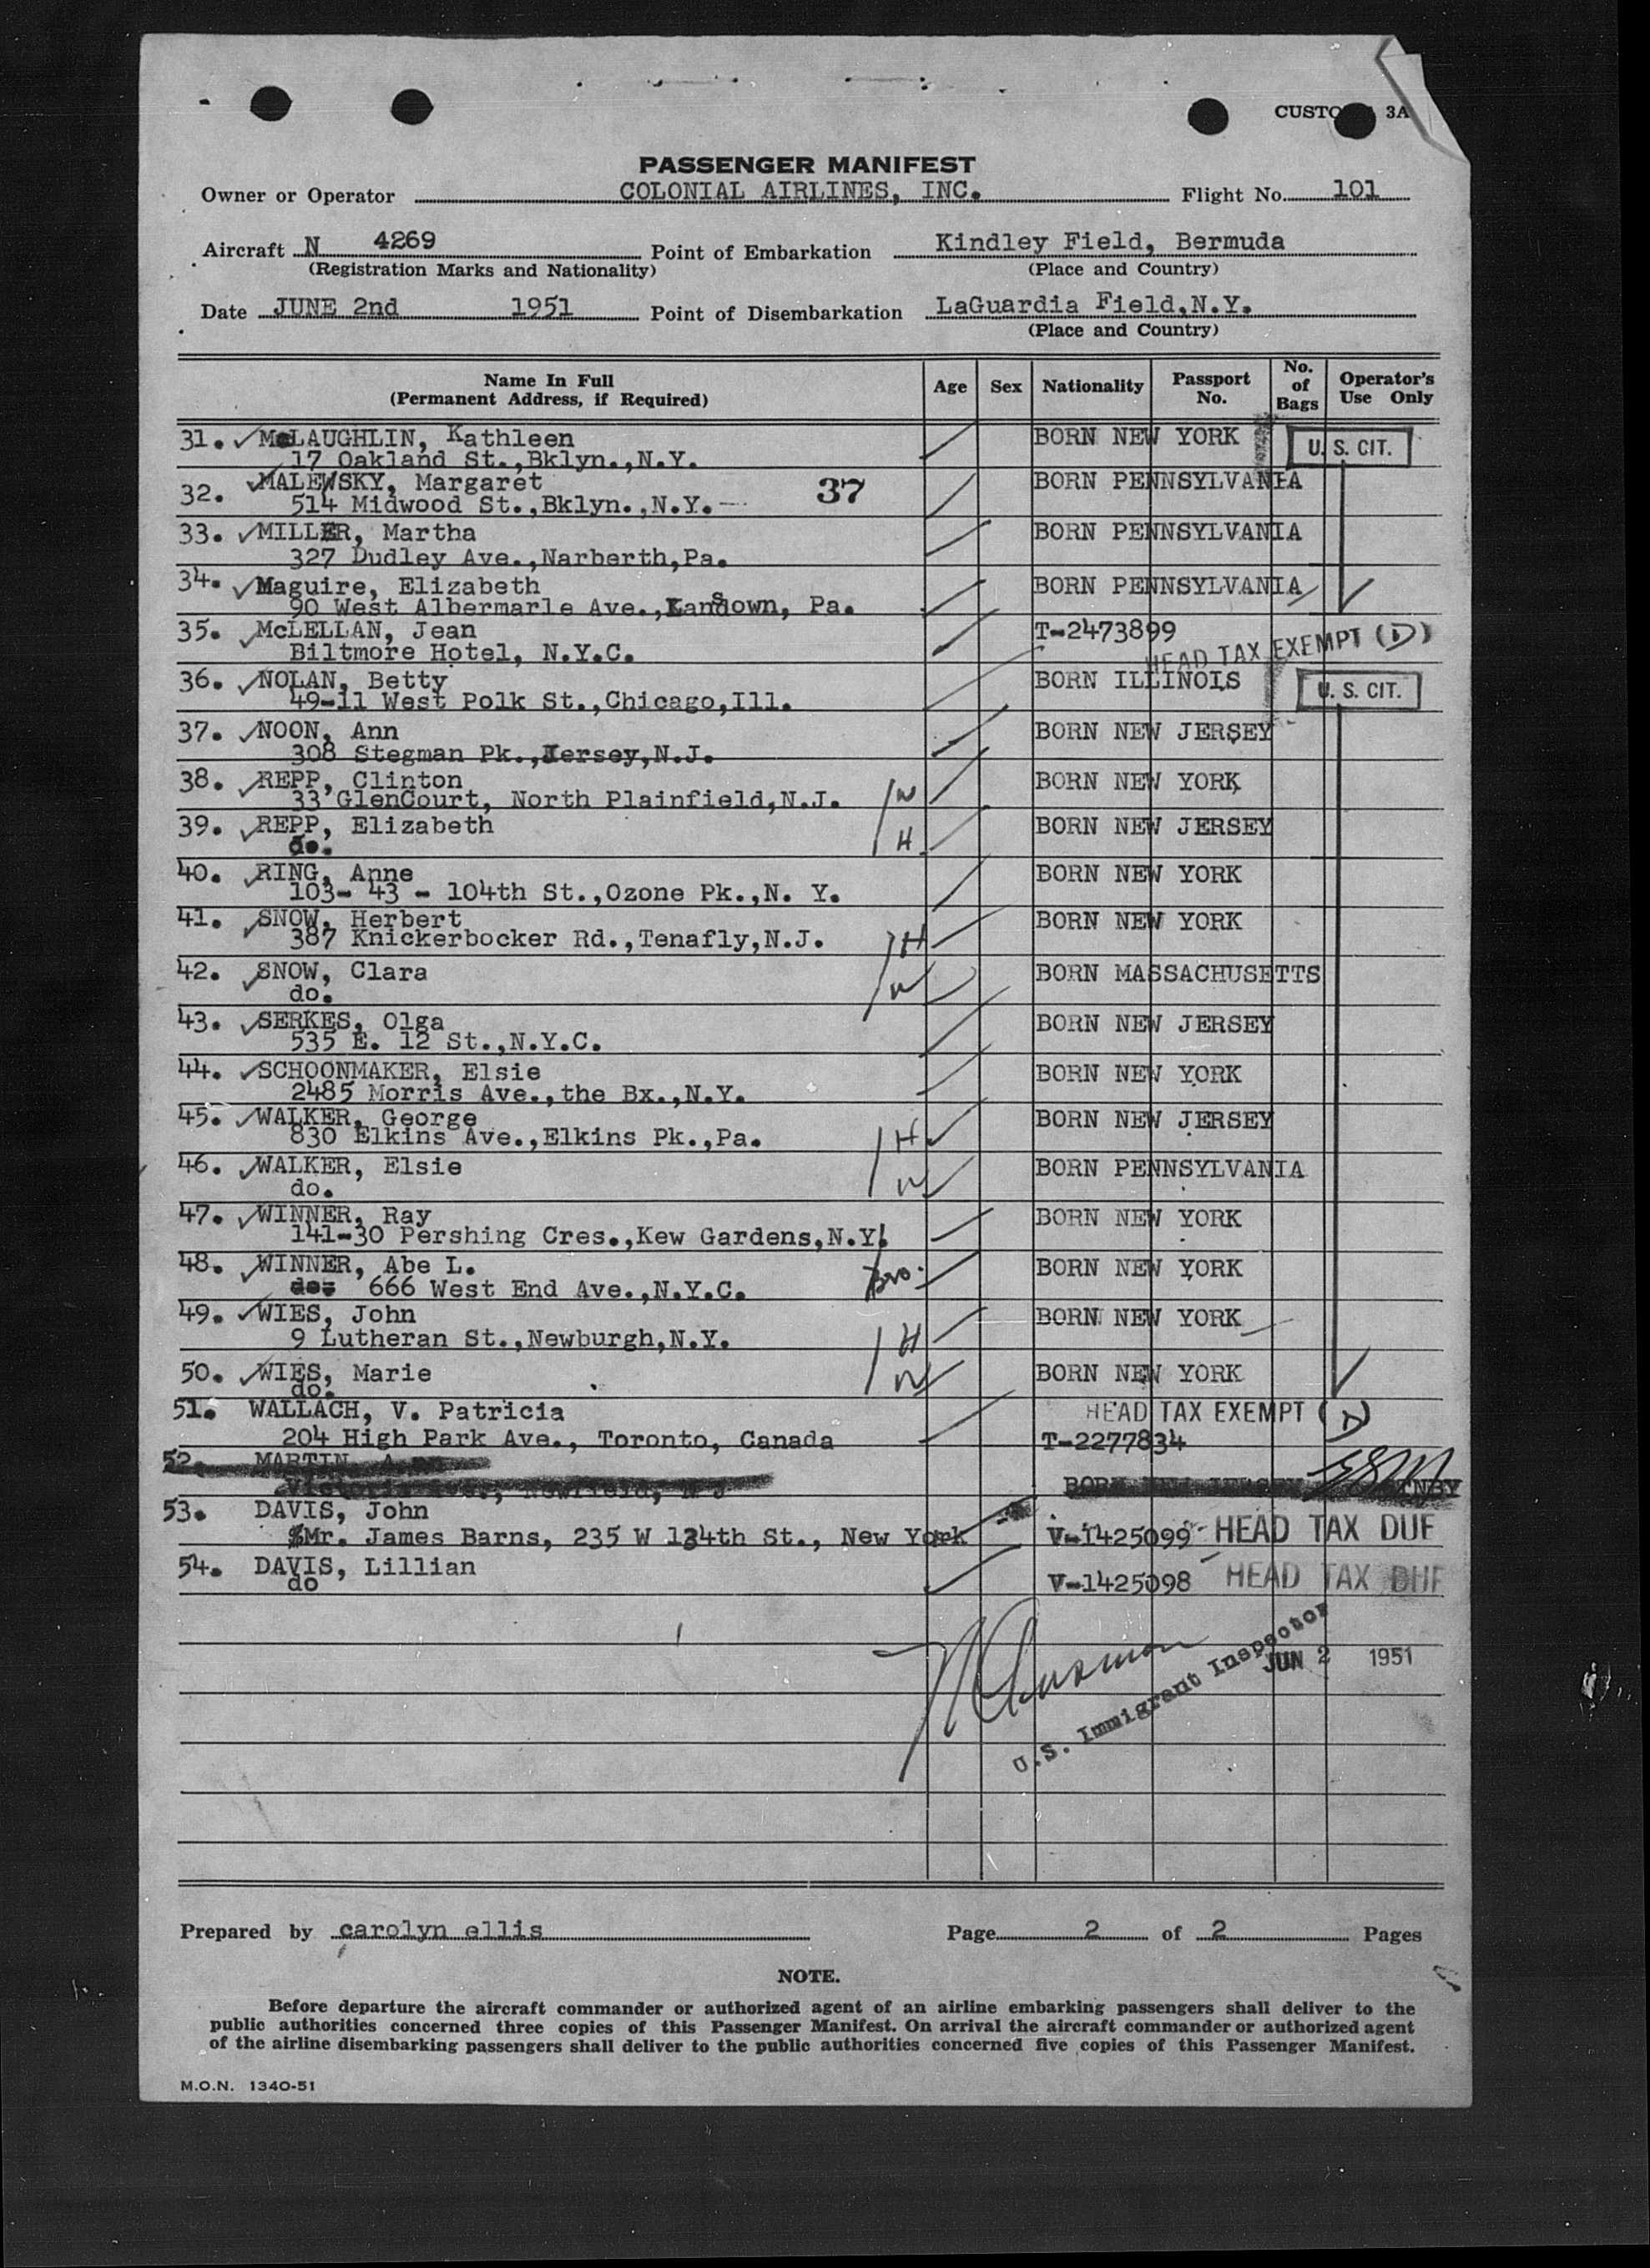 CUSTO 3A
PASSENGER MANIFEST
Owner or Operator COLONIAL AIRLINES, INC. Flight No. 101
Aircraft N 4269 Point of Embarkation Kindley Field, Bermuda
(Registration Marks and Nationality) (Place and Country)
Date JUNE 2nd 1951 Point of Disembarkation LaGuardia Field,N.Y.
(Place and Country)
Name In Full (Permanent Address, if Required) Age Sex Nationality Passport No. No. of Bags Operator's Use Only
31. McLAUGHLIN, Kathleen BORN NEW YORK U. S. CIT.
17 Oakland St.,Bklyn.,N.Y.
32. MALEWSKY, Margaret 37 BORN PENNSYLVANIA
514 Midwood St.,Bklyn.,N.Y.
33. MILLER, Martha BORN PENNSYLVANIA
327 Dudley Ave.,Narberth,Pa.
34. Maguire, Elizabeth BORN PENNSYLVANIA
90 West Albermarle Ave.,Lansdown, Pa.
35. McLELLAN, Jean T-2473899
Biltmore Hotel, N.Y.C. HEAD TAX EXEMPT (D)
36. NOLAN, Betty BORN ILLINOIS U. S. CIT.
49-11 West Polk St.,Chicago,Ill.
37. NOON, Ann BORN NEW JERSEY
308 Stegman Pk.,Jersey,N.J.
38. REPP, Clinton BORN NEW YORK
33 GlenCourt, North Plainfield,N.J. W
39. REPP, Elizabeth BORN NEW JERSEY
do. H
40. RING, Anne BORN NEW YORK
103- 43 - 104th St.,Ozone Pk.,N. Y.
41. SNOW, Herbert BORN NEW YORK
387 Knickerbocker Rd.,Tenafly,N.J. H
42. SNOW, Clara BORN MASSACHUSETTS
do. W
43. SERKES, Olga BORN NEW JERSEY
535 E. 12 St.,N.Y.C.
44. SCHOONMAKER, Elsie BORN NEW YORK
2485 Morris Ave.,the Bx.,N.Y.
45. WALKER, George BORN NEW JERSEY
830 Elkins Ave.,Elkins Pk.,Pa. H
46. WALKER, Elsie BORN PENNSYLVANIA
do. W
47. WINNER, Ray BORN NEW YORK
141-30 Pershing Cres.,Kew Gardens,N.Y.
48. WINNER, Abe L. BORN NEW YORK
do. 666 West End Ave.,N.Y.C. Bro.
49. WIES, John BORN NEW YORK
9 Lutheran St.,Newburgh,N.Y. H
50. WIES, Marie BORN NEW YORK
do. W
51. WALLACH, V. Patricia HEAD TAX EXEMPT (D)
204 High Park Ave., Toronto, Canada T-2277834
52. MARTIN,
BORN NEW JERSEY
53. DAVIS, John
Mr. James Barns, 235 W 134th St., New York V-1425099 HEAD TAX DUE
54. DAVIS, Lillian
do V-1425098 HEAD TAX DUE
U.S. Immigrant Inspector
JUN 2 1951
Prepared by carolyn ellis Page 2 of 2 Pages
NOTE.
Before departure the aircraft commander or authorized agent of an airline embarking passengers shall deliver to the
public authorities concerned three copies of this Passenger Manifest. On arrival the aircraft commander or authorized agent
of the airline disembarking passengers shall deliver to the public authorities concerned five copies of this Passenger Manifest.
M.O.N. 1340-51